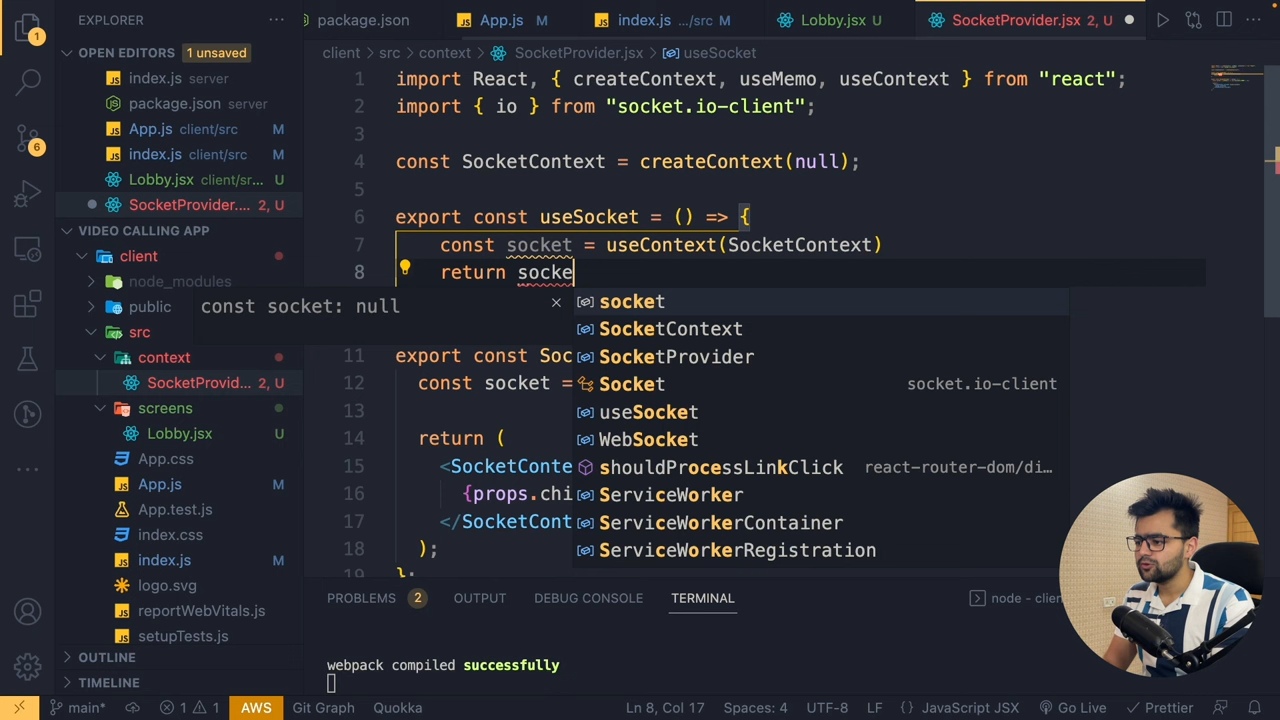 EXPLORER
OPEN EDITORS 1 unsaved
index.js server
package.json server
App.js client/src M
index.js client/src M
Lobby.jsx client/sr... U
SocketProvider.... 2, U
VIDEO CALLING APP
client
node_modules
public
src
context
SocketProvid... 2, U
screens
Lobby.jsx U
App.css
App.js M
App.test.js
index.css
index.js M
logo.svg
reportWebVitals.js
setupTests.js
OUTLINE
TIMELINE
package.json App.js M index.js .../src M Lobby.jsx U SocketProvider.jsx 2, U
client > src > context > SocketProvider.jsx > useSocket
1 import React, { createContext, useMemo, useContext } from "react";
2 import { io } from "socket.io-client";
3
4 const SocketContext = createContext(null);
5
6 export const useSocket = () => {
7 const socket = useContext(SocketContext)
8 return socke
const socket: null
socket
SocketContext
SocketProvider
Socket socket.io-client
useSocket
WebSocket
shouldProcessLinkClick react-router-dom/di...
ServiceWorker
ServiceWorkerContainer
ServiceWorkerRegistration
11 export const Soc
12 const socket =
13
14 return (
15 <SocketConte
16 {props.chi
17 </SocketCont
18 );
19 };
PROBLEMS 2 OUTPUT DEBUG CONSOLE TERMINAL node - clien
webpack compiled successfully
1
6
main* 1 1 AWS Git Graph Quokka Ln 8, Col 17 Spaces: 4 UTF-8 LF {} JavaScript JSX Go Live Prettier